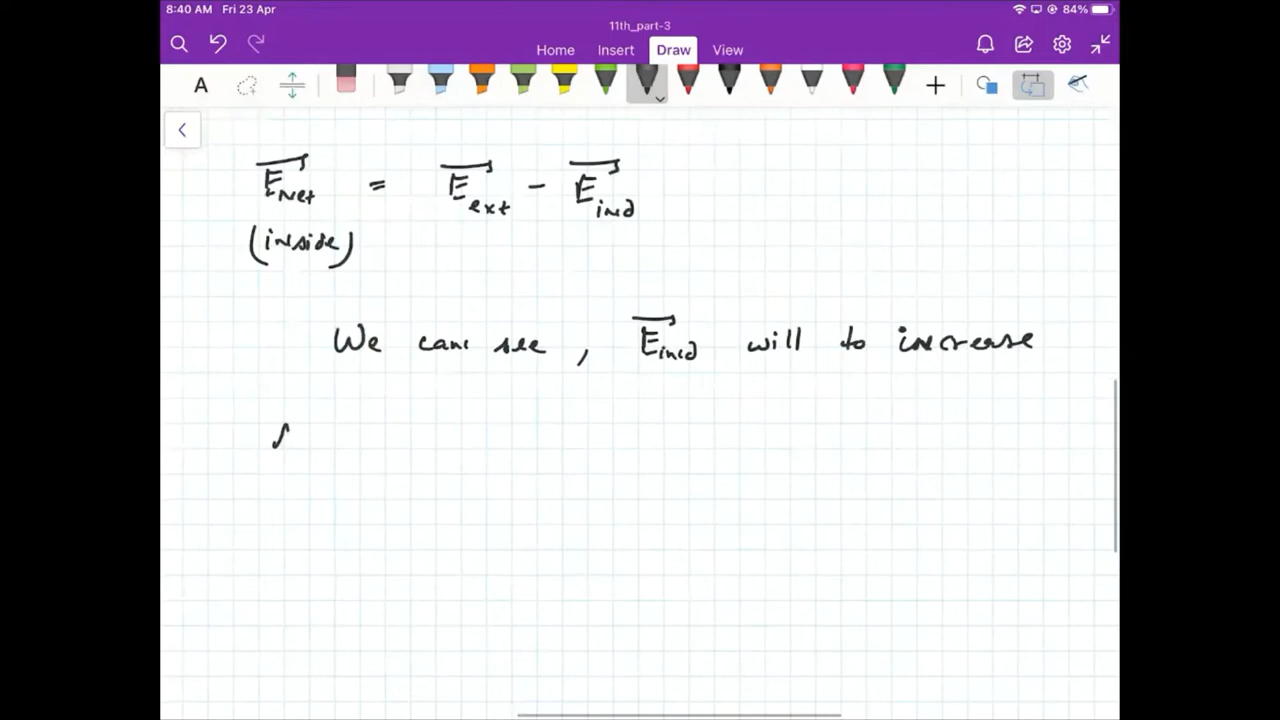 8:40 AM Fri 23 Apr 84%
11th_part-3
Home Insert Draw View
A
E⃗Net = E⃗ext - E⃗ind
(inside)
We can see, E⃗ind will to increase